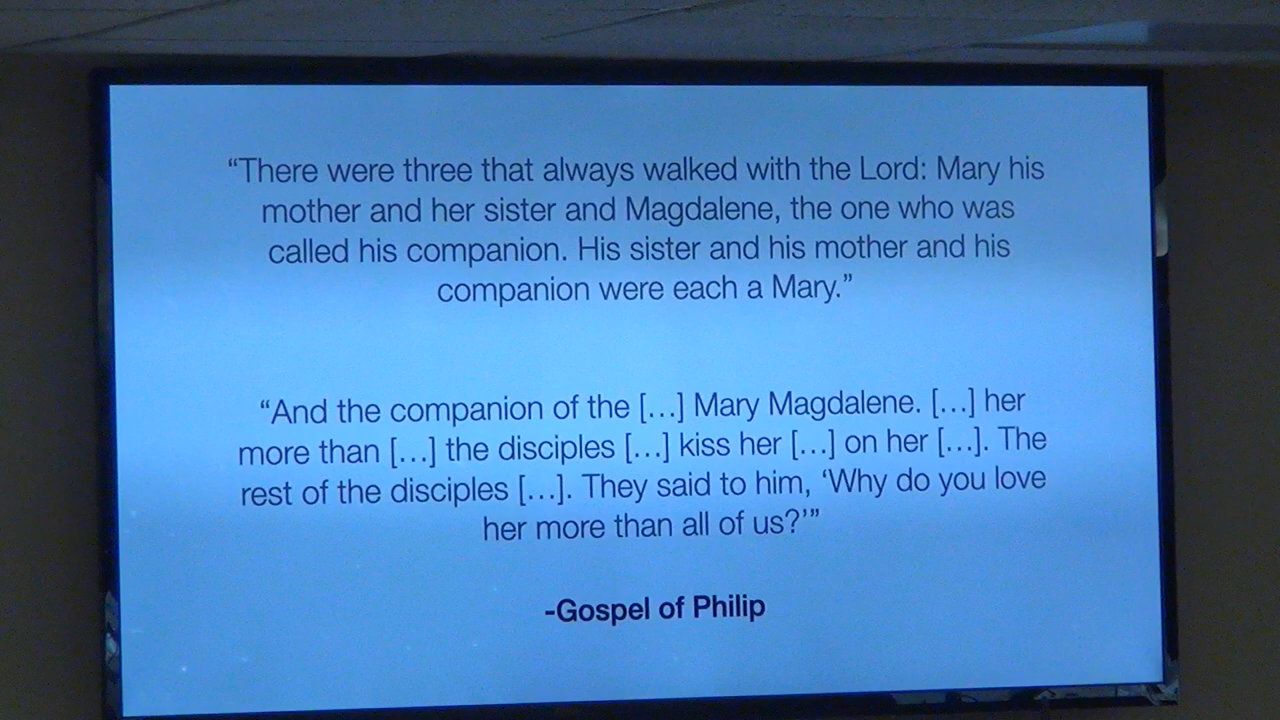 “There were three that always walked with the Lord: Mary his
mother and her sister and Magdalene, the one who was
called his companion. His sister and his mother and his
companion were each a Mary.”
“And the companion of the […] Mary Magdalene. […] her
more than […] the disciples […] kiss her […] on her […]. The
rest of the disciples […]. They said to him, ‘Why do you love
her more than all of us?’”
-Gospel of Philip